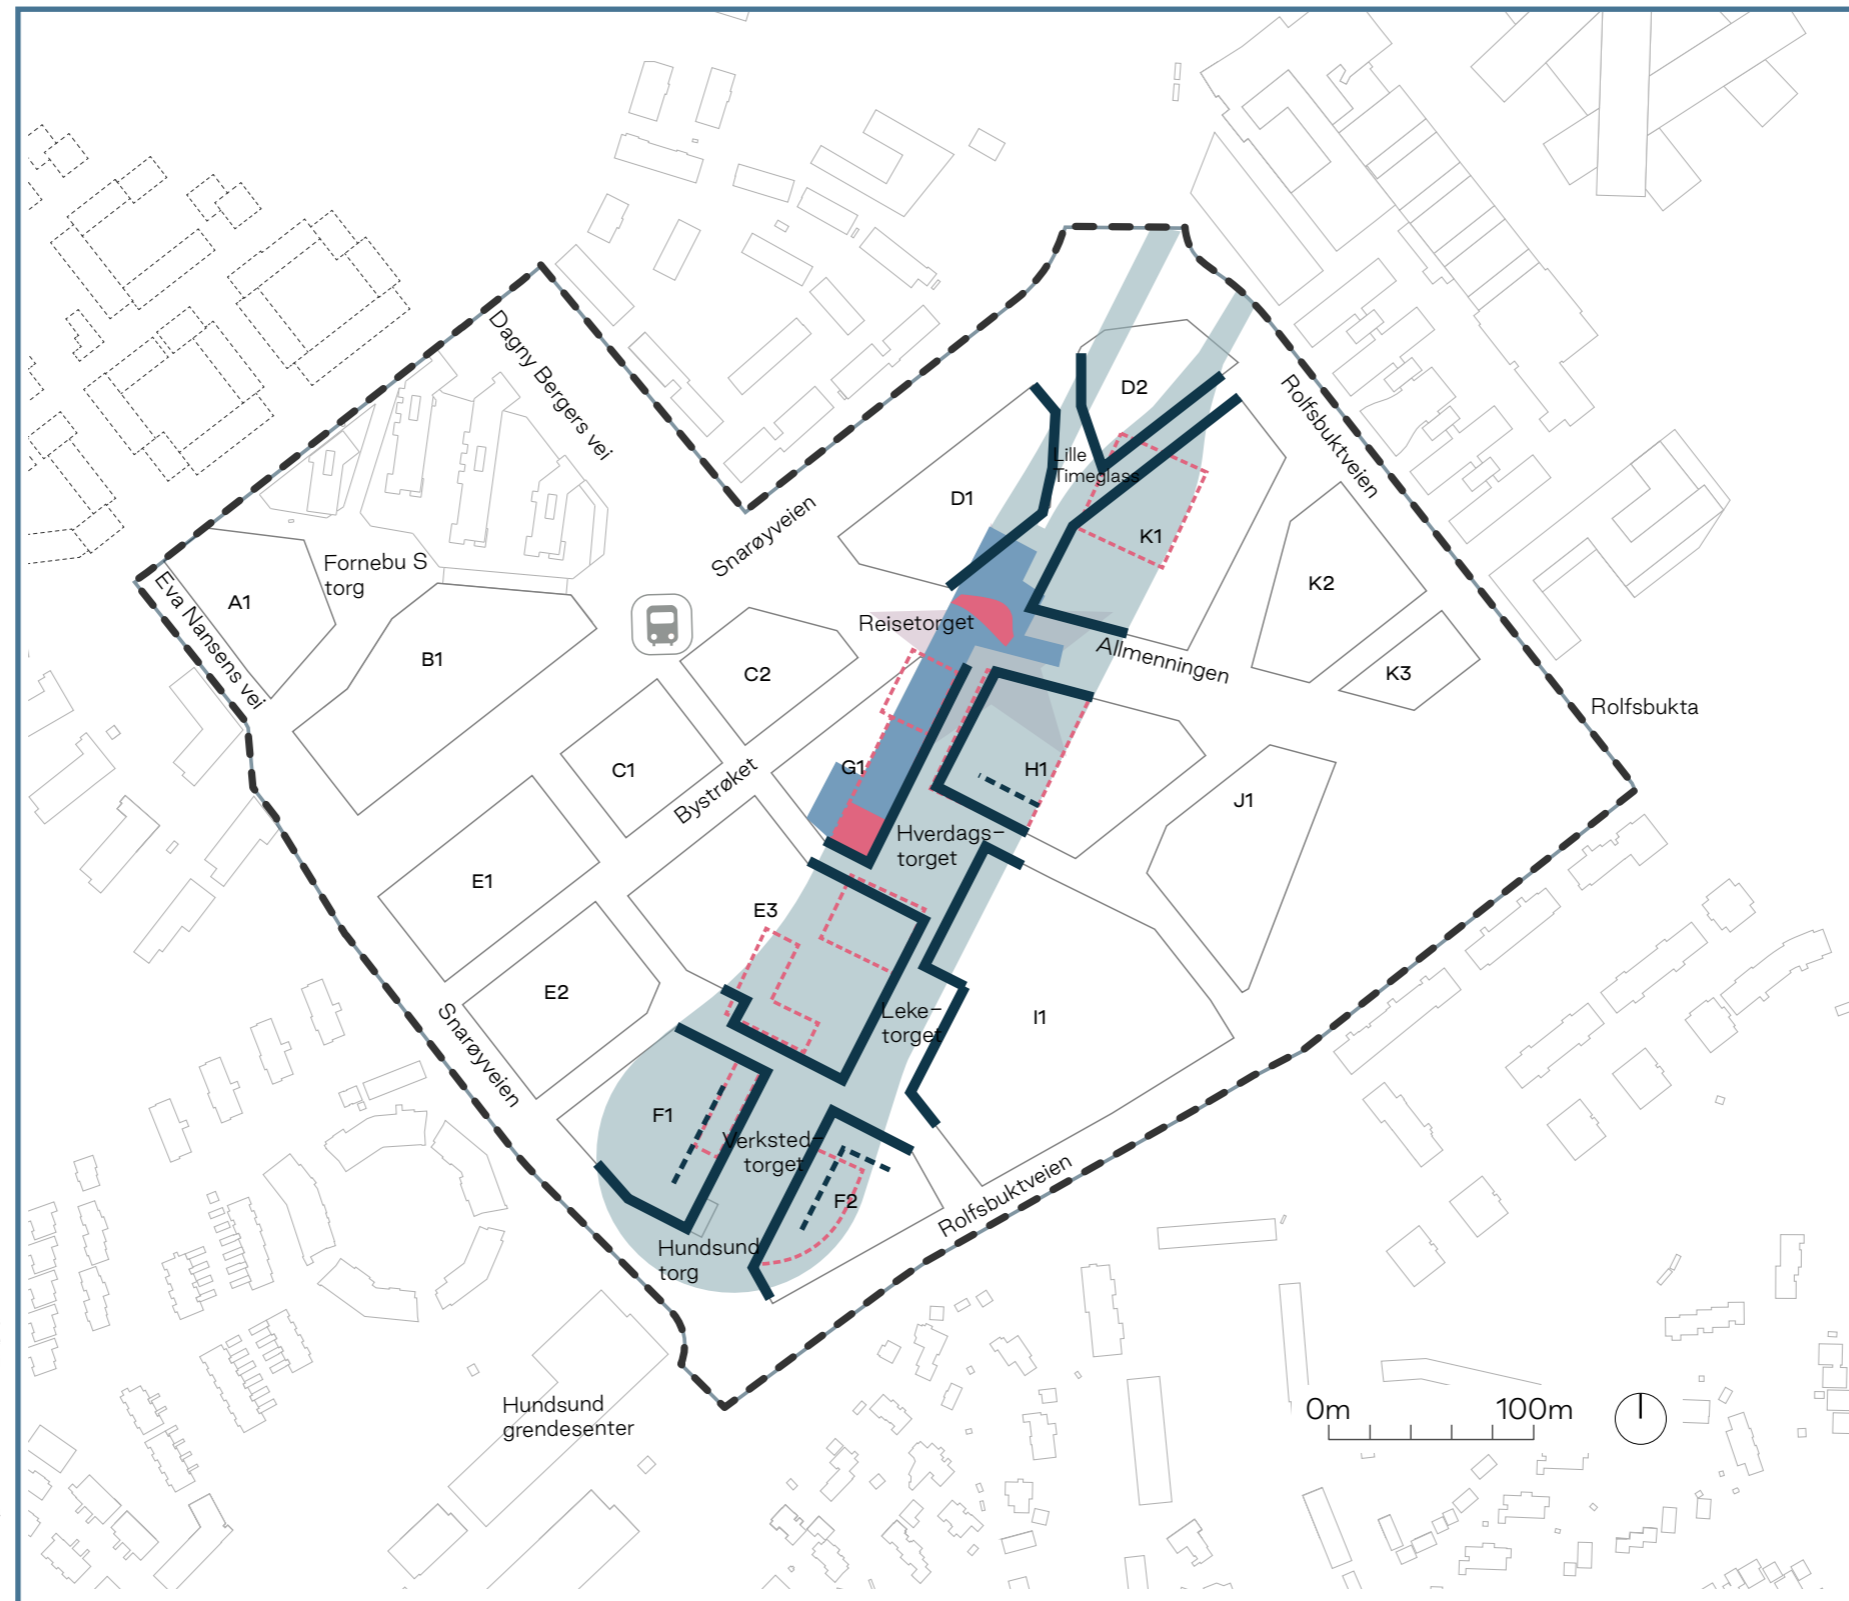 Dagny Bergers vei
D2
Rolfsbuktveien
Lille
Timeglass
D1
Snarøyveien
K1
Fornebu S
torg
A1
Eva Nansens vei
K2
Reisetorget
B1
Allmenningen
C2
K3
Rolfsbukta
C1
G1
H1
Bystrøket
J1
Hverdags–
torget
E1
E3
E2
Leke–
torget
I1
Snarøyveien
F1
Verksted–
torget
F2
Rolfsbuktveien
Hundsund
torg
Hundsund
grendesenter
0m 100m